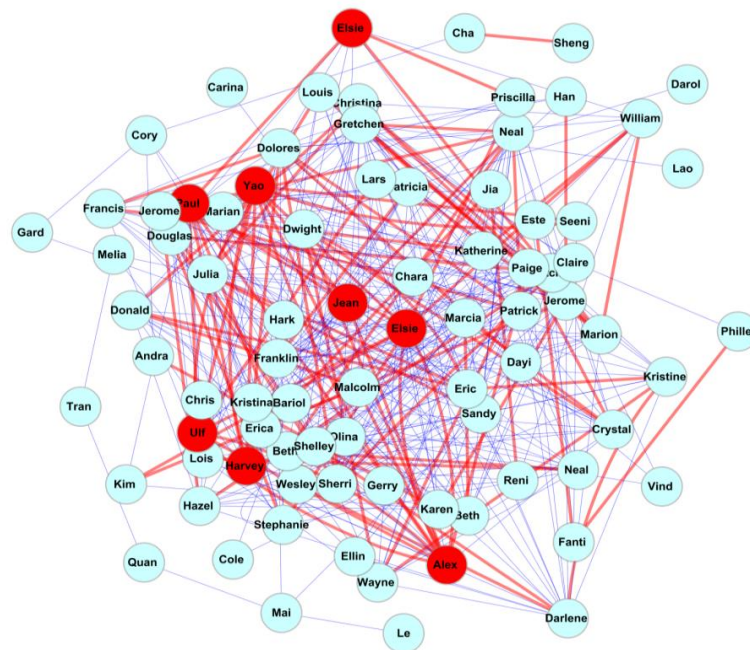 Elsie
Cha
Sheng
Carina
Louis
Christina
Priscilla
Han
Darol
William
Gretchen
Neal
Cory
Dolores
Lao
Lars
Patricia
Jia
Yao
Paul
Francis
Jerome
Marian
Este
Seeni
Gard
Douglas
Dwight
Melia
Katherine
Paige
Claire
Julia
Chara
Donald
Jean
Jerome
Hark
Elsie
Marcia
Patrick
Marion
Phille
Andra
Franklin
Dayi
Kristine
Tran
Chris
Kristina
Bariol
Malcolm
Eric
Sandy
Ulf
Erica
Olina
Crystal
Beth
Shelley
Lois
Harvey
Neal
Kim
Wesley
Sherri
Gerry
Reni
Vind
Hazel
Karen
Beth
Stephanie
Fanti
Quan
Cole
Ellin
Alex
Wayne
Mai
Darlene
Le